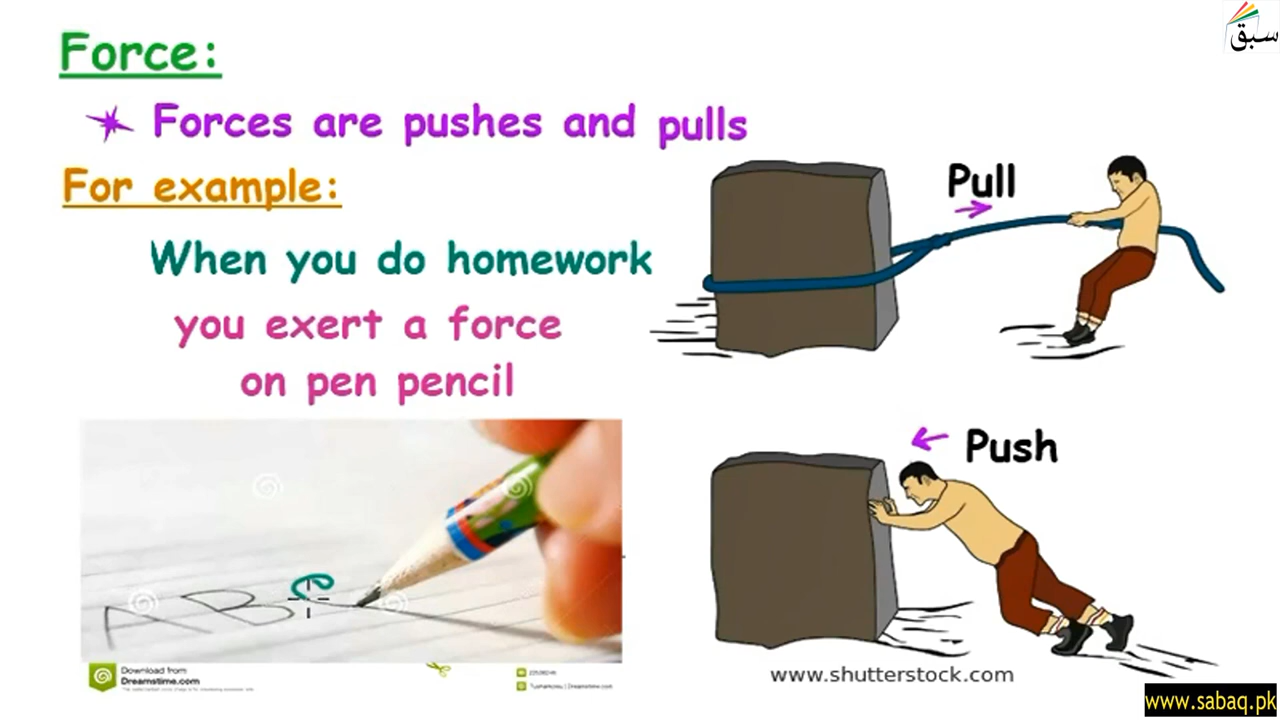 سبق
Force:
Forces are pushes and pulls
For example:
Pull
When you do homework
you exert a force
on pen pencil
Push
A B
Download from
Dreamstime.com
www.shutterstock.com
www.sabaq.pk